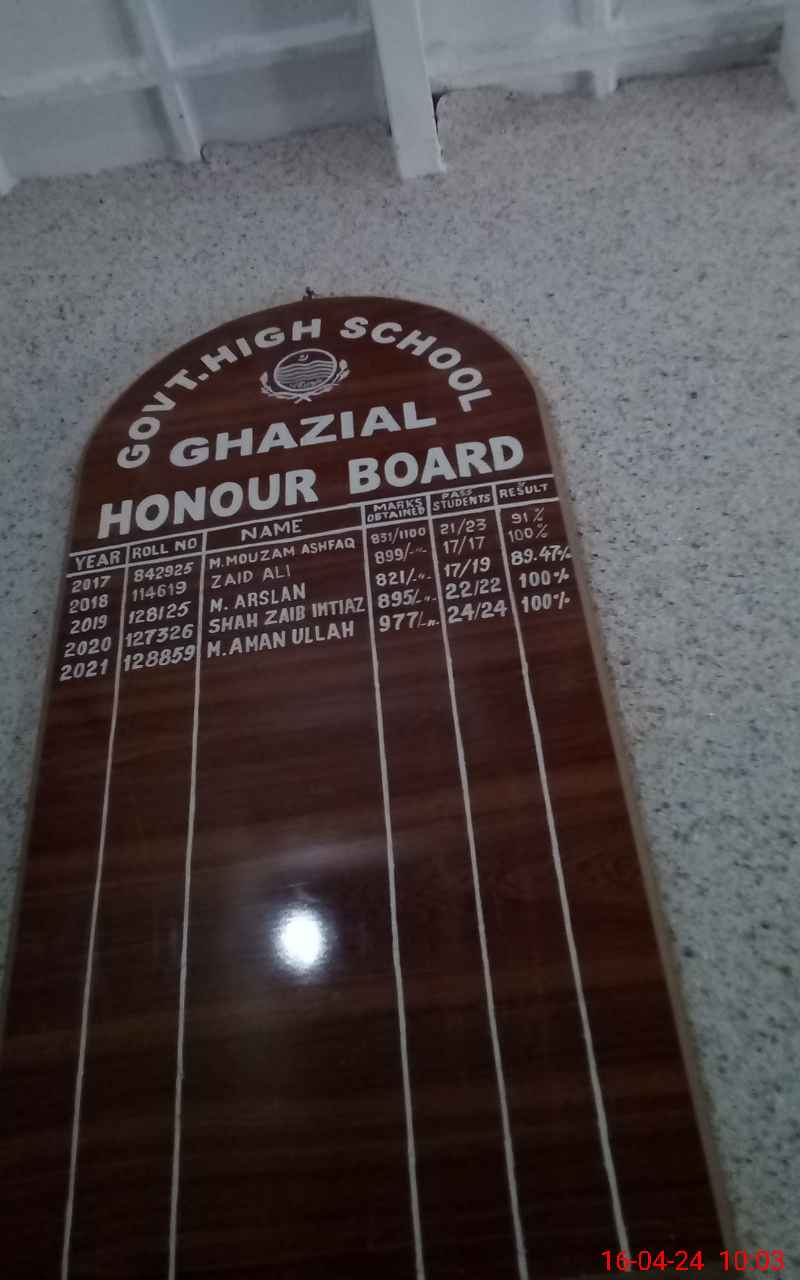 GOVT.HIGH SCHOOL
GHAZIAL
HONOUR BOARD
YEAR ROLL NO NAME MARKS OBTAINED PASS STUDENTS % RESULT
2017 842925 M.MOUZAM ASHFAQ 831/1100 21/23 91%
2018 114619 ZAID ALI 899/-"- 17/17 100%
2019 128125 M. ARSLAN 821/-"- 17/19 89.47%
2020 127326 SHAH ZAIB IMTIAZ 895/-"- 22/22 100%
2021 128859 M.AMAN ULLAH 977/-"- 24/24 100%
16-04-24 10:03